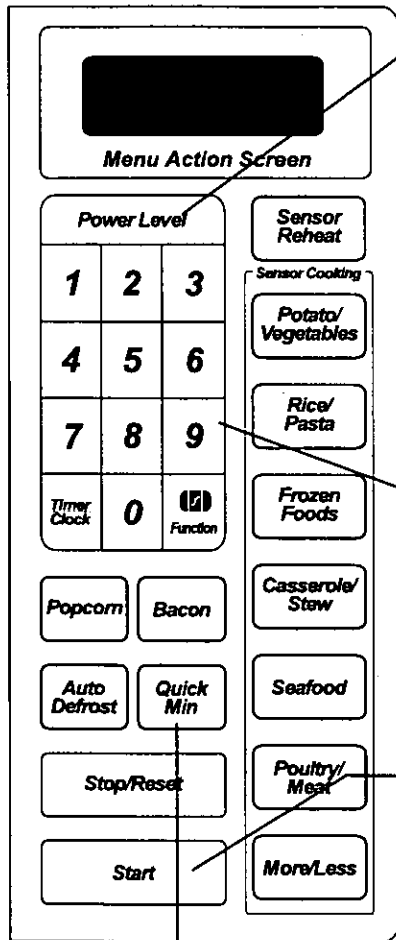 Menu Action Screen
Power Level
1 2 3
4 5 6
7 8 9
Timer
Clock
0
Function
Popcorn
Bacon
Auto
Defrost
Quick
Min
Stop/Reset
Start
Sensor
Reheat
Sensor Cooking
Potato/
Vegetables
Rice/
Pasta
Frozen
Foods
Casserole/
Stew
Seafood
Poultry/
Meat
More/Less